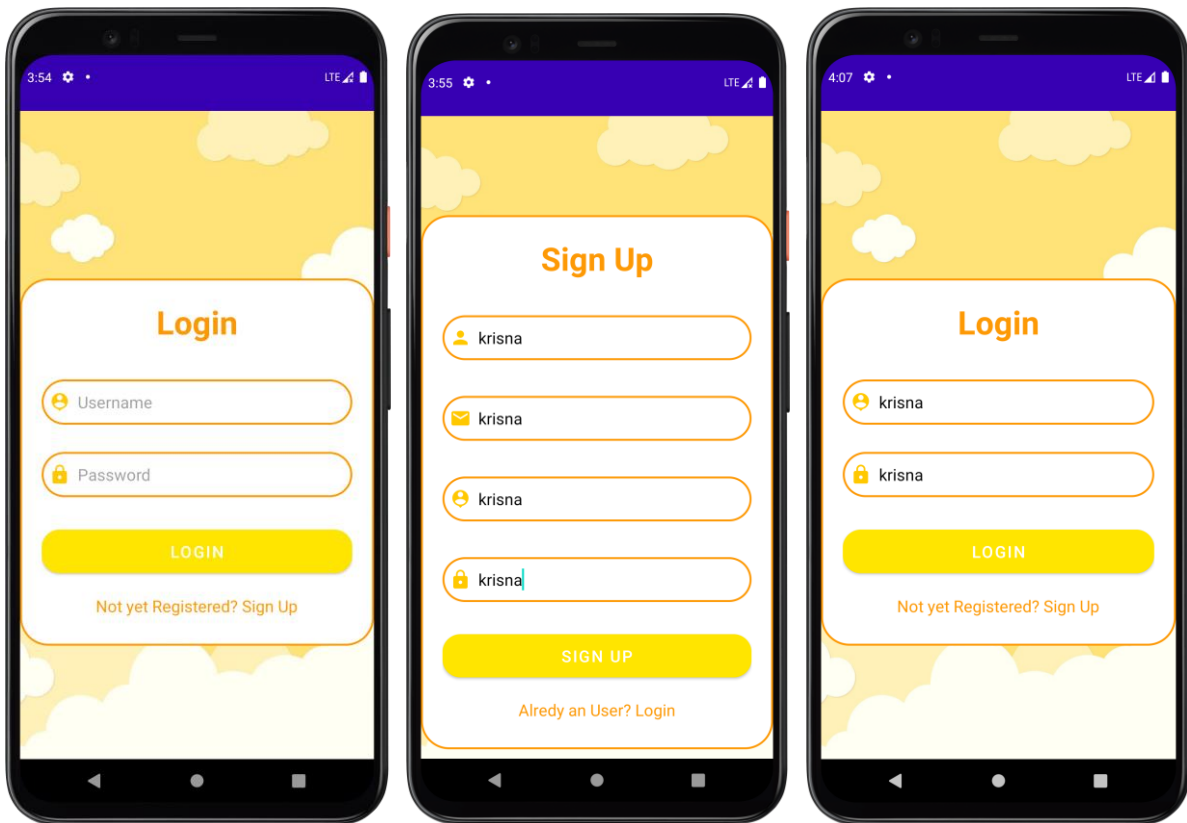 3:54
LTE
Login
Username
Password
LOGIN
Not yet Registered? Sign Up
3:55
LTE
Sign Up
krisna
krisna
krisna
krisna
SIGN UP
Alredy an User? Login
4:07
LTE
Login
krisna
krisna
LOGIN
Not yet Registered? Sign Up